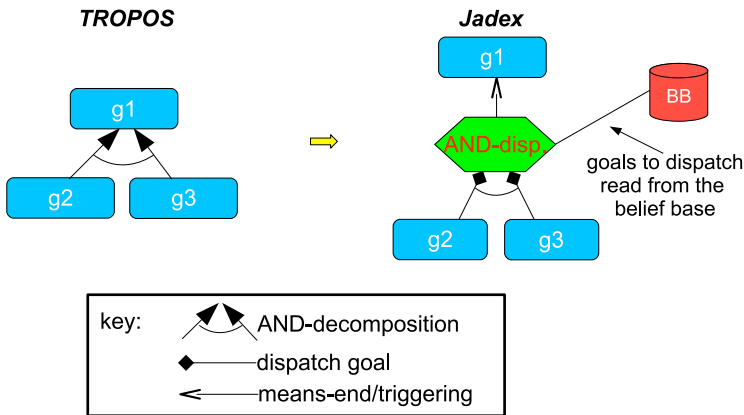 TROPOS
Jadex
g1
g2
g3
g1
BB
AND-disp.
goals to dispatch
read from the
belief base
g2
g3
key:
AND-decomposition
dispatch goal
means-end/triggering